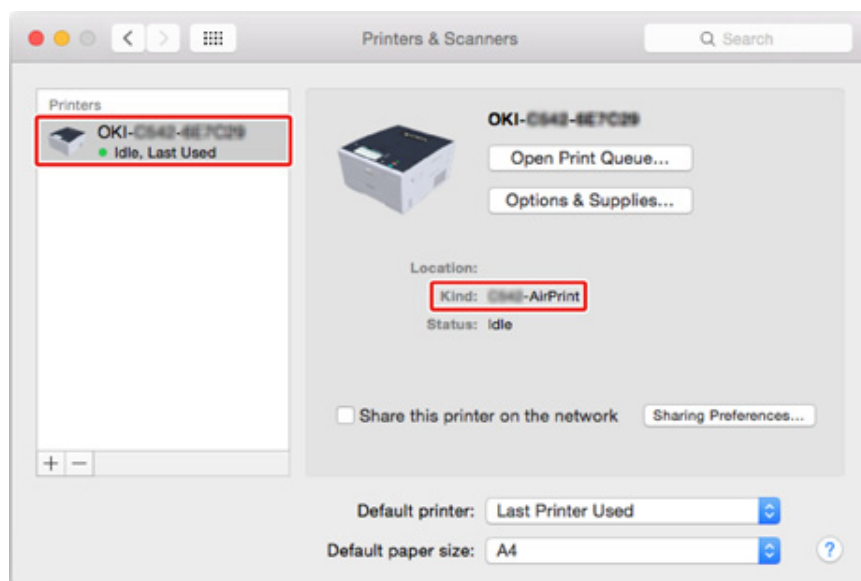 Printers & Scanners
Search
Printers
OKI-
Idle, Last Used
OKI-
Open Print Queue...
Options & Supplies...
Location:
Kind: -AirPrint
Status: Idle
Share this printer on the network
Sharing Preferences...
Default printer: Last Printer Used
Default paper size: A4
?